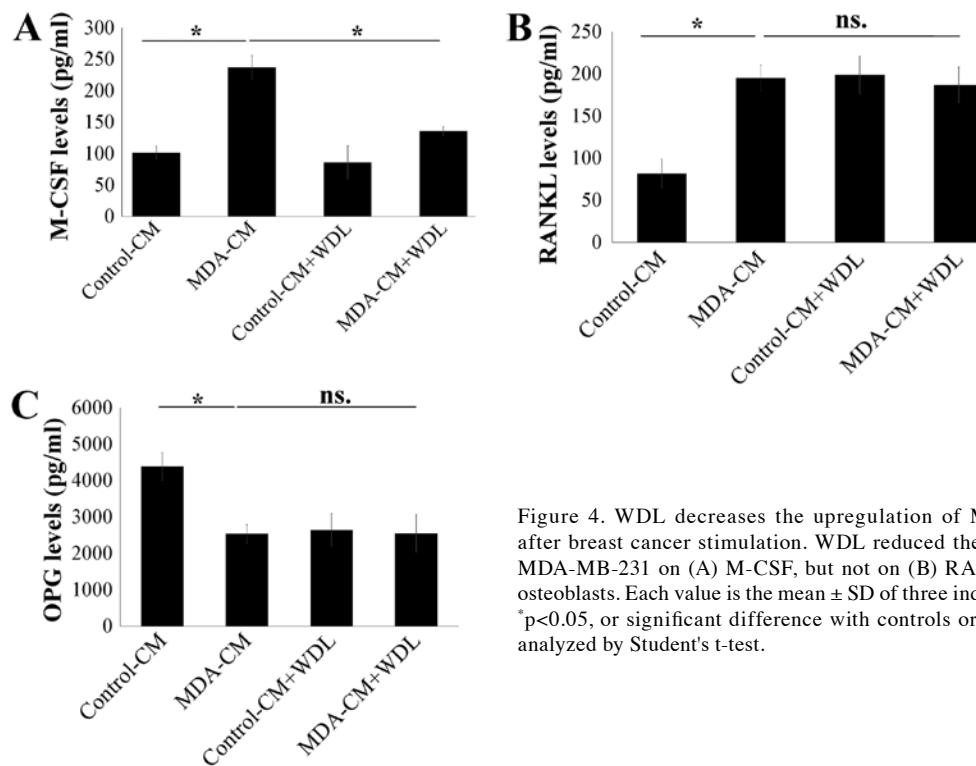 A
M-CSF levels (pg/ml)
300
250
200
150
100
50
0
* *
Control-CM
MDA-CM
Control-CM+WDL
MDA-CM+WDL
B
RANKL levels (pg/ml)
250
200
150
100
50
0
* ns.
Control-CM
MDA-CM
Control-CM+WDL
MDA-CM+WDL
C
OPG levels (pg/ml)
6000
5000
4000
3000
2000
1000
0
* ns.
Control-CM
MDA-CM
Control-CM+WDL
MDA-CM+WDL
Figure 4. WDL decreases the upregulation of M
after breast cancer stimulation. WDL reduced the
MDA-MB-231 on (A) M-CSF, but not on (B) RA
osteoblasts. Each value is the mean ± SD of three inc
*p<0.05, or significant difference with controls or
analyzed by Student's t-test.